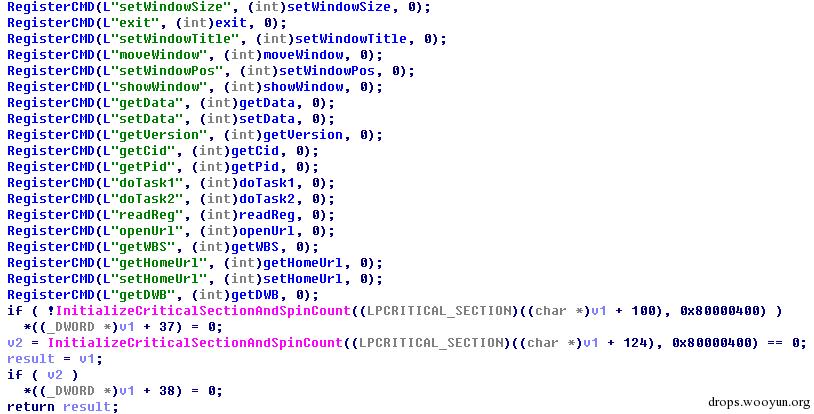 RegisterCMD(L"setWindowSize", (int)setWindowSize, 0);
RegisterCMD(L"exit", (int)exit, 0);
RegisterCMD(L"setWindowTitle", (int)setWindowTitle, 0);
RegisterCMD(L"moveWindow", (int)moveWindow, 0);
RegisterCMD(L"setWindowPos", (int)setWindowPos, 0);
RegisterCMD(L"showWindow", (int)showWindow, 0);
RegisterCMD(L"getData", (int)getData, 0);
RegisterCMD(L"setData", (int)setData, 0);
RegisterCMD(L"getVersion", (int)getVersion, 0);
RegisterCMD(L"getCid", (int)getCid, 0);
RegisterCMD(L"getPid", (int)getPid, 0);
RegisterCMD(L"doTask1", (int)doTask1, 0);
RegisterCMD(L"doTask2", (int)doTask2, 0);
RegisterCMD(L"readReg", (int)readReg, 0);
RegisterCMD(L"openUrl", (int)openUrl, 0);
RegisterCMD(L"getWBS", (int)getWBS, 0);
RegisterCMD(L"getHomeUrl", (int)getHomeUrl, 0);
RegisterCMD(L"setHomeUrl", (int)setHomeUrl, 0);
RegisterCMD(L"getDWB", (int)getDWB, 0);
if ( !InitializeCriticalSectionAndSpinCount((LPCRITICAL_SECTION)((char *)v1 + 100), 0x80000400) )
*((_DWORD *)v1 + 37) = 0;
v2 = InitializeCriticalSectionAndSpinCount((LPCRITICAL_SECTION)((char *)v1 + 124), 0x80000400) == 0;
result = v1;
if ( v2 )
*((_DWORD *)v1 + 38) = 0;
return result;
drops.wooyun.org